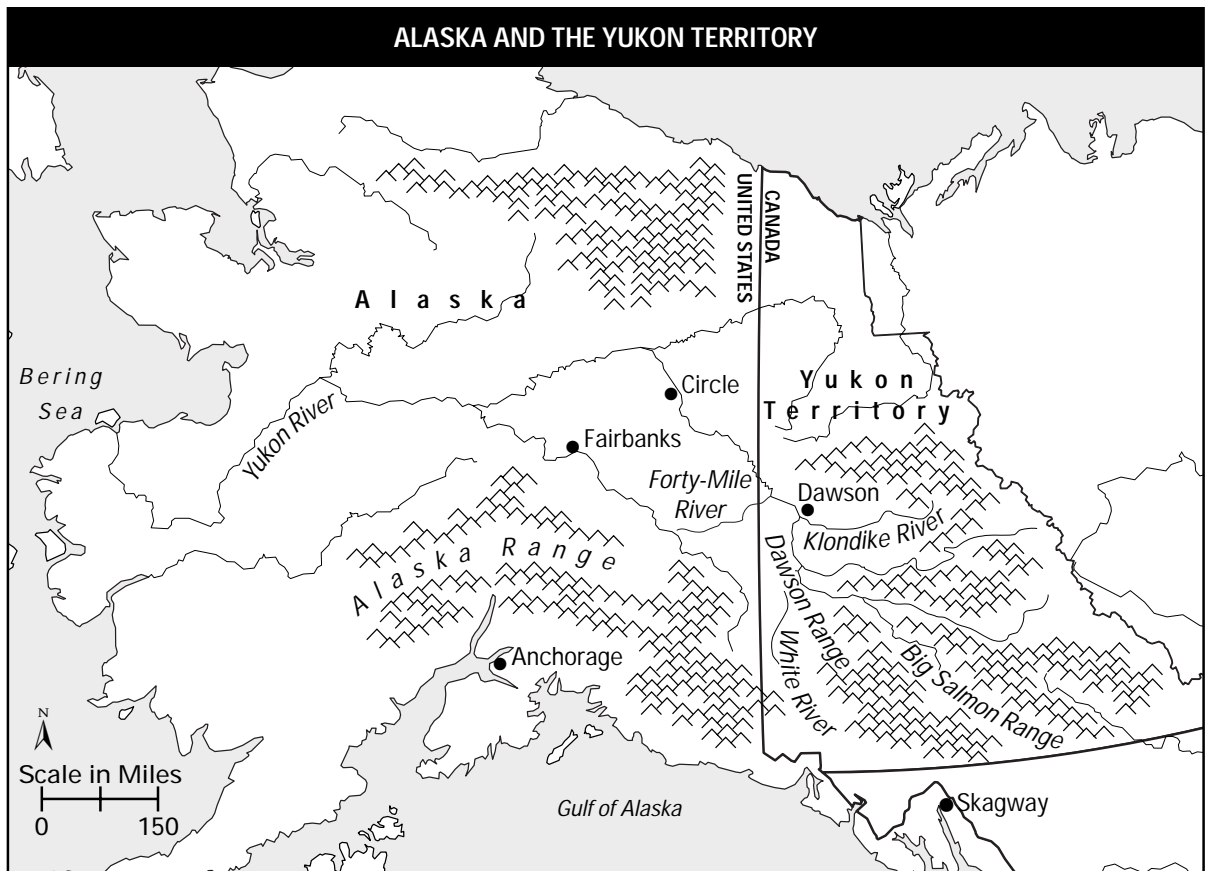 ALASKA AND THE YUKON TERRITORY
UNITED STATES
CANADA
Alaska
Bering
Sea
Yukon River
Circle
Yukon
Territory
Fairbanks
Forty-Mile
River
Dawson
Klondike River
Alaska Range
Dawson Range
White River
Big Salmon Range
Anchorage
N
Scale in Miles
0 150
Gulf of Alaska
Skagway